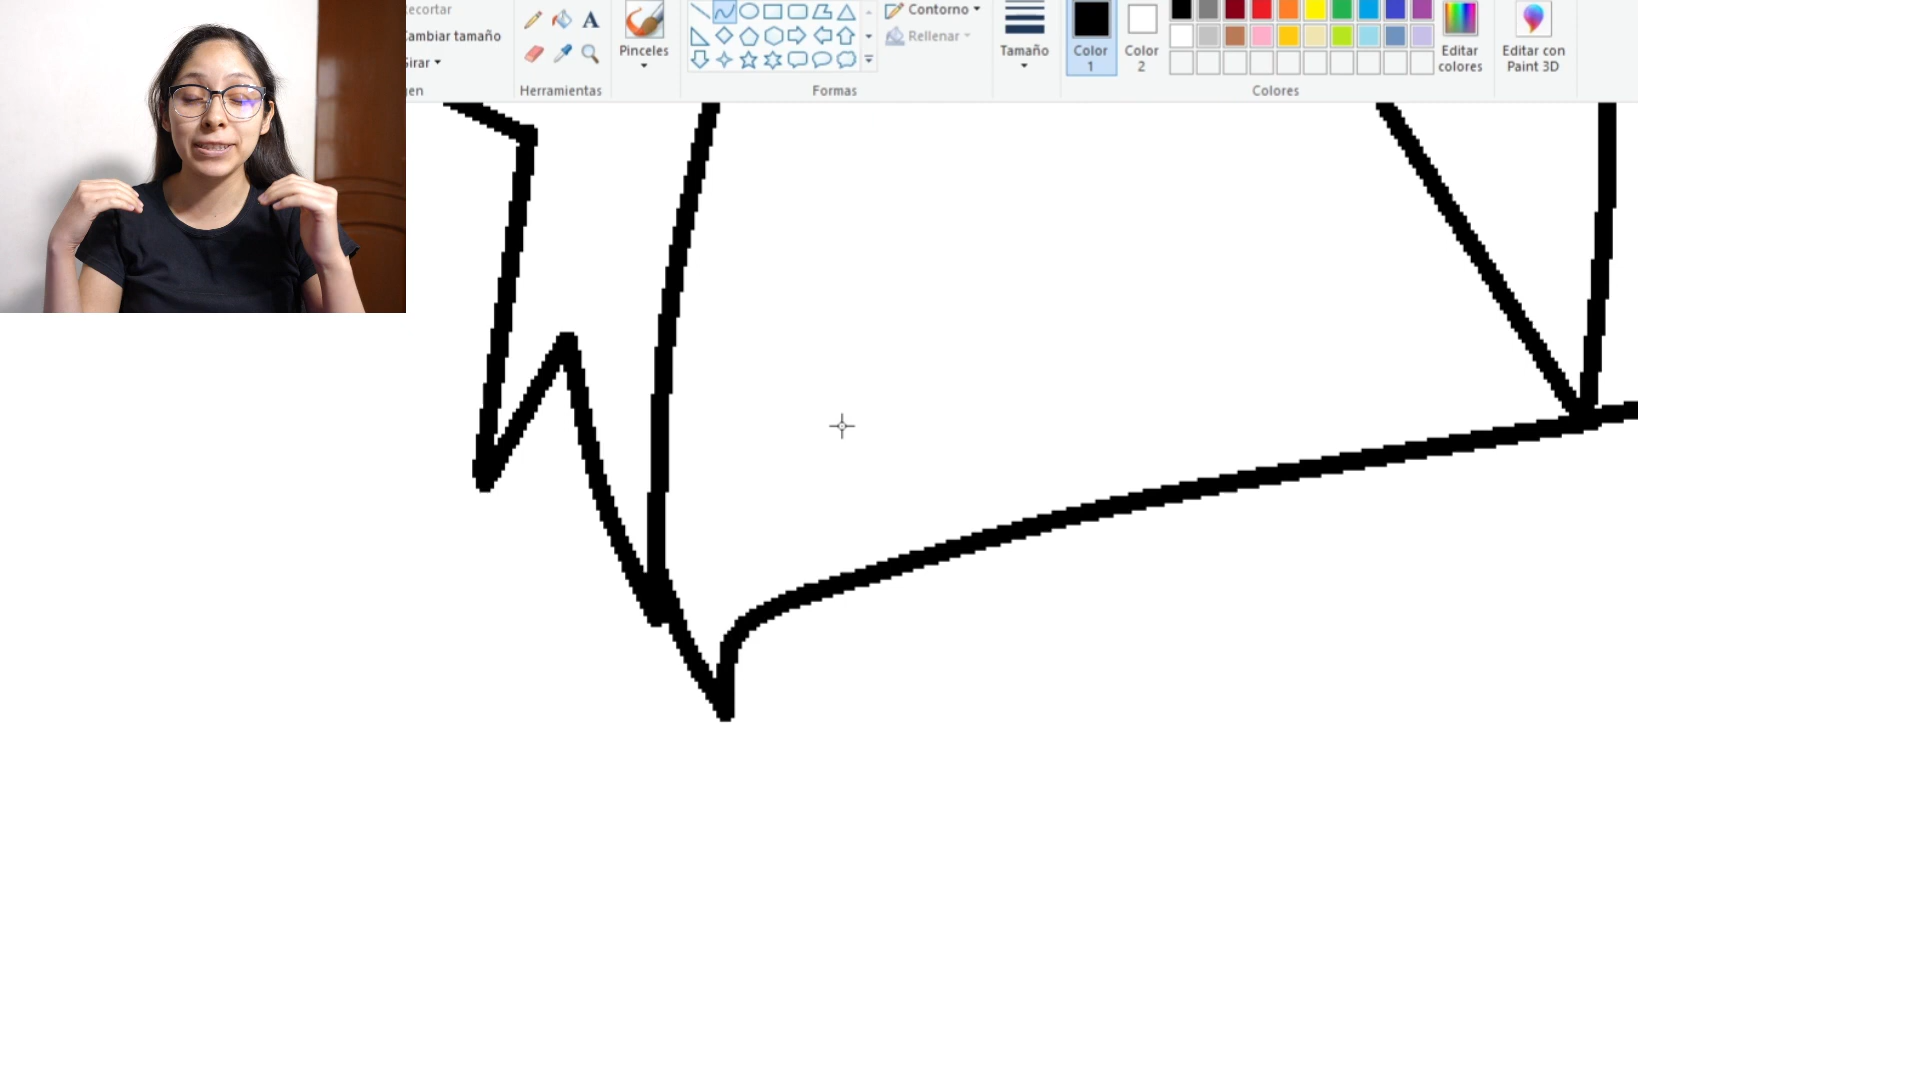 ecortar
ambiar tamaño
irar
en
Herramientas
Pinceles
A
Formas
Contorno
Rellenar
Tamaño
Color
1
Color
2
Colores
Editar
colores
Editar con
Paint 3D